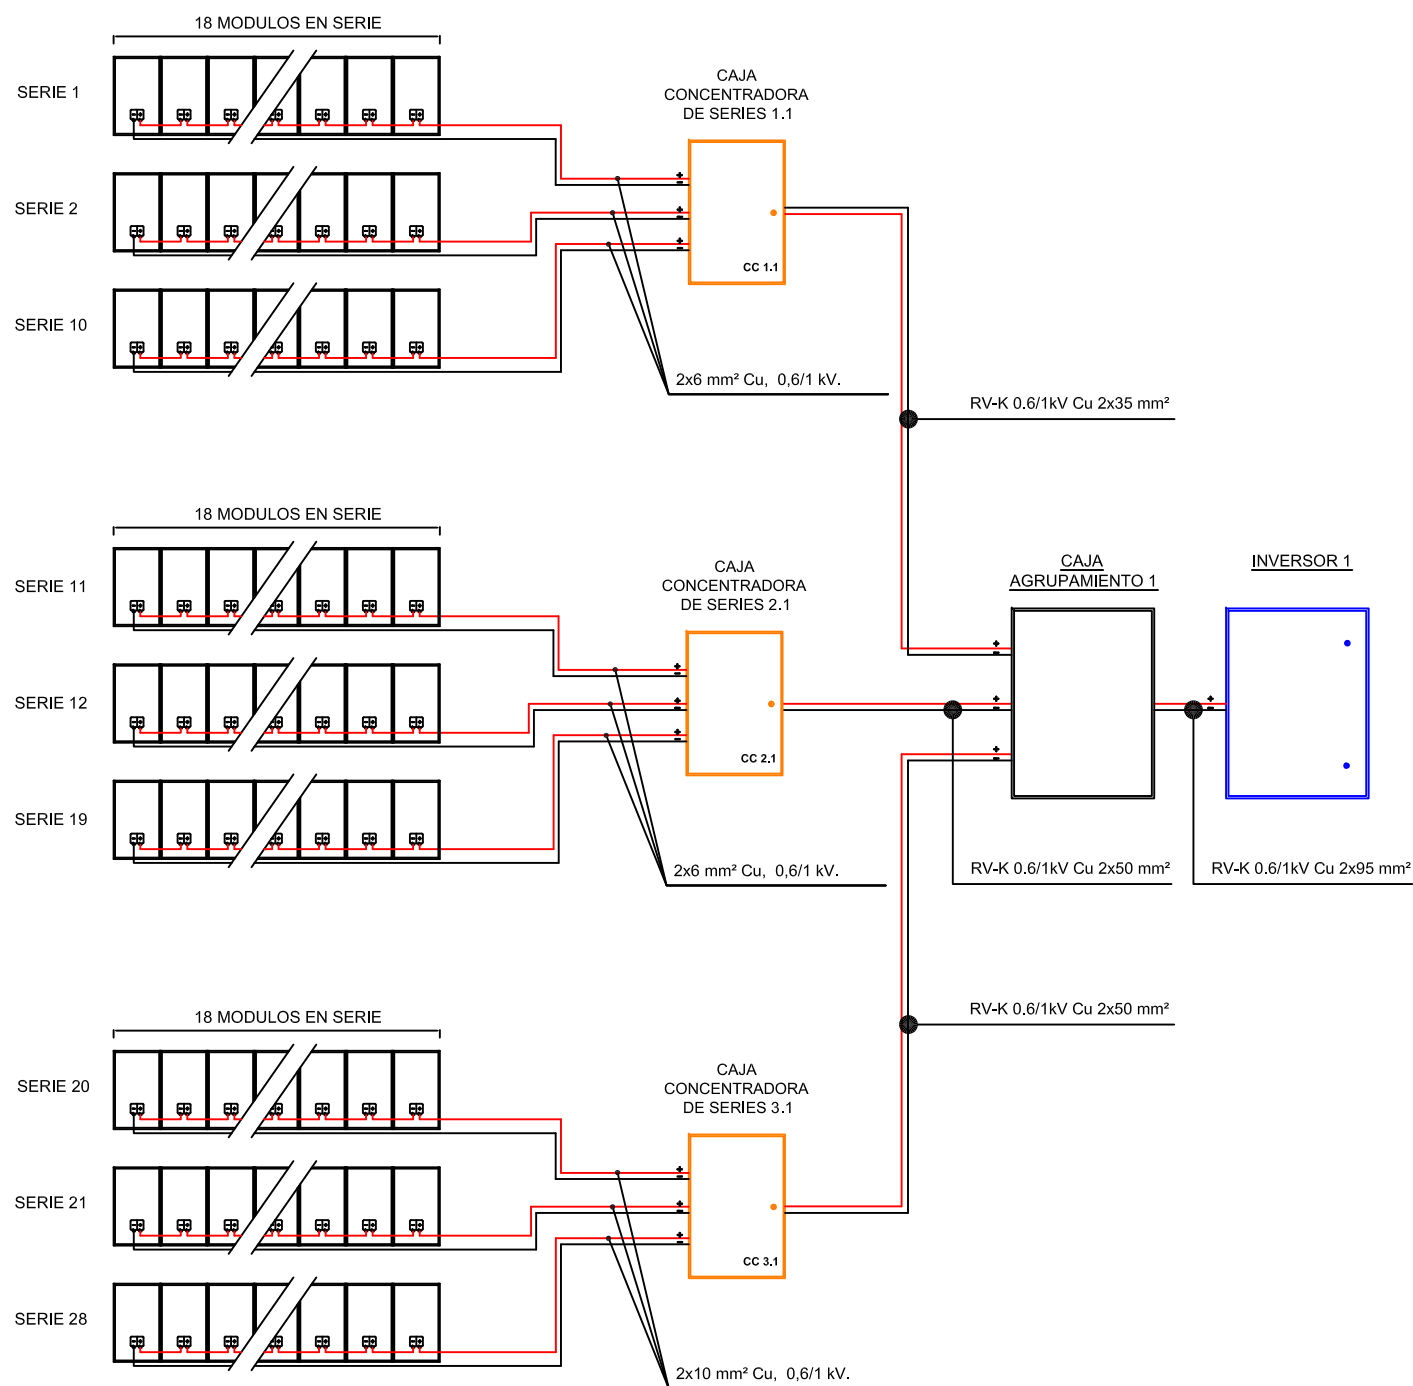 18 MODULOS EN SERIE
SERIE 1
SERIE 2
SERIE 10
CAJA
CONCENTRADORA
DE SERIES 1.1
CC 1.1
2x6 mm² Cu, 0,6/1 kV.
RV-K 0.6/1kV Cu 2x35 mm²
18 MODULOS EN SERIE
SERIE 11
SERIE 12
SERIE 19
CAJA
CONCENTRADORA
DE SERIES 2.1
CC 2.1
2x6 mm² Cu, 0,6/1 kV.
CAJA
AGRUPAMIENTO 1
INVERSOR 1
RV-K 0.6/1kV Cu 2x50 mm²
RV-K 0.6/1kV Cu 2x95 mm²
RV-K 0.6/1kV Cu 2x50 mm²
18 MODULOS EN SERIE
SERIE 20
SERIE 21
SERIE 28
CAJA
CONCENTRADORA
DE SERIES 3.1
CC 3.1
2x10 mm² Cu, 0,6/1 kV.